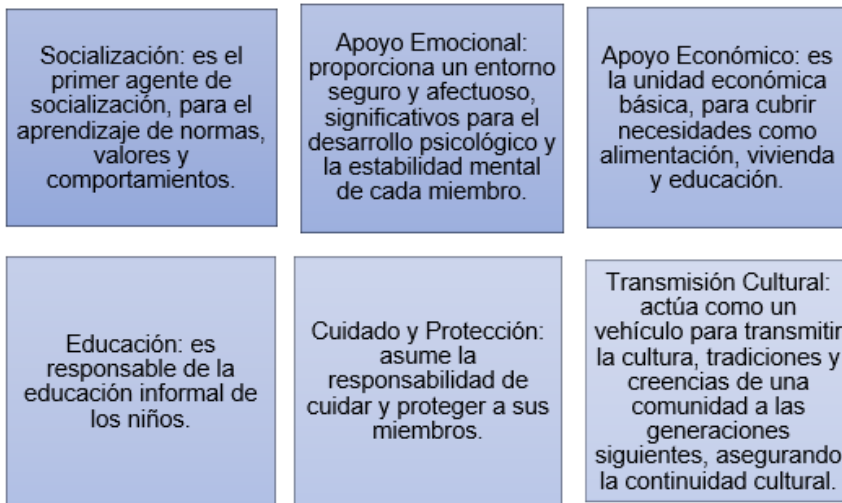 Socialización: es el
primer agente de
socialización, para el
aprendizaje de normas,
valores y
comportamientos.
Apoyo Emocional:
proporciona un entorno
seguro y afectuoso,
significativos para el
desarrollo psicológico y
la estabilidad mental
de cada miembro.
Apoyo Económico: es
la unidad económica
básica, para cubrir
necesidades como
alimentación, vivienda
y educación.
Educación: es
responsable de la
educación informal de
los niños.
Cuidado y Protección:
asume la
responsabilidad de
cuidar y proteger a sus
miembros.
Transmisión Cultural:
actúa como un
vehículo para transmitir
la cultura, tradiciones y
creencias de una
comunidad a las
generaciones
siguientes, asegurando
la continuidad cultural.